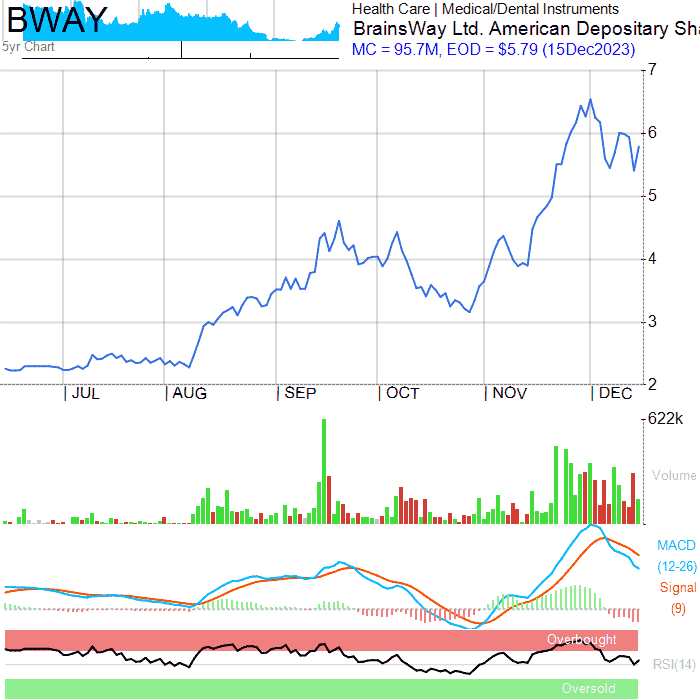 BWAY
5yr Chart
Health Care | Medical/Dental Instruments
BrainsWay Ltd. American Depositary Sha
MC = 95.7M, EOD = $5.79 (15Dec2023)
7
6
5
4
3
2
JUL AUG SEP OCT NOV DEC
622k
Volume
MACD
(12-26)
Signal
(9)
Overbought
RSI(14)
Oversold